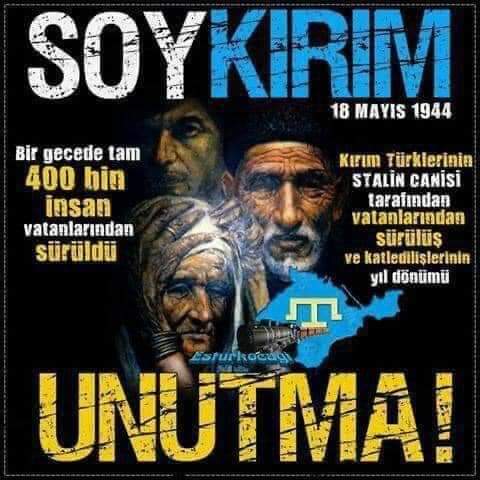 SOYKIRIM
18 MAYIS 1944
Bir gecede tam
400 bin
insan
vatanlarından
sürüldü
Kırım Türklerinin
STALİN CANİSİ
tarafından
vatanlarından
sürülüş
ve katledilişlerinin
yıl dönümü
Esturkocagi
UNUTMA!